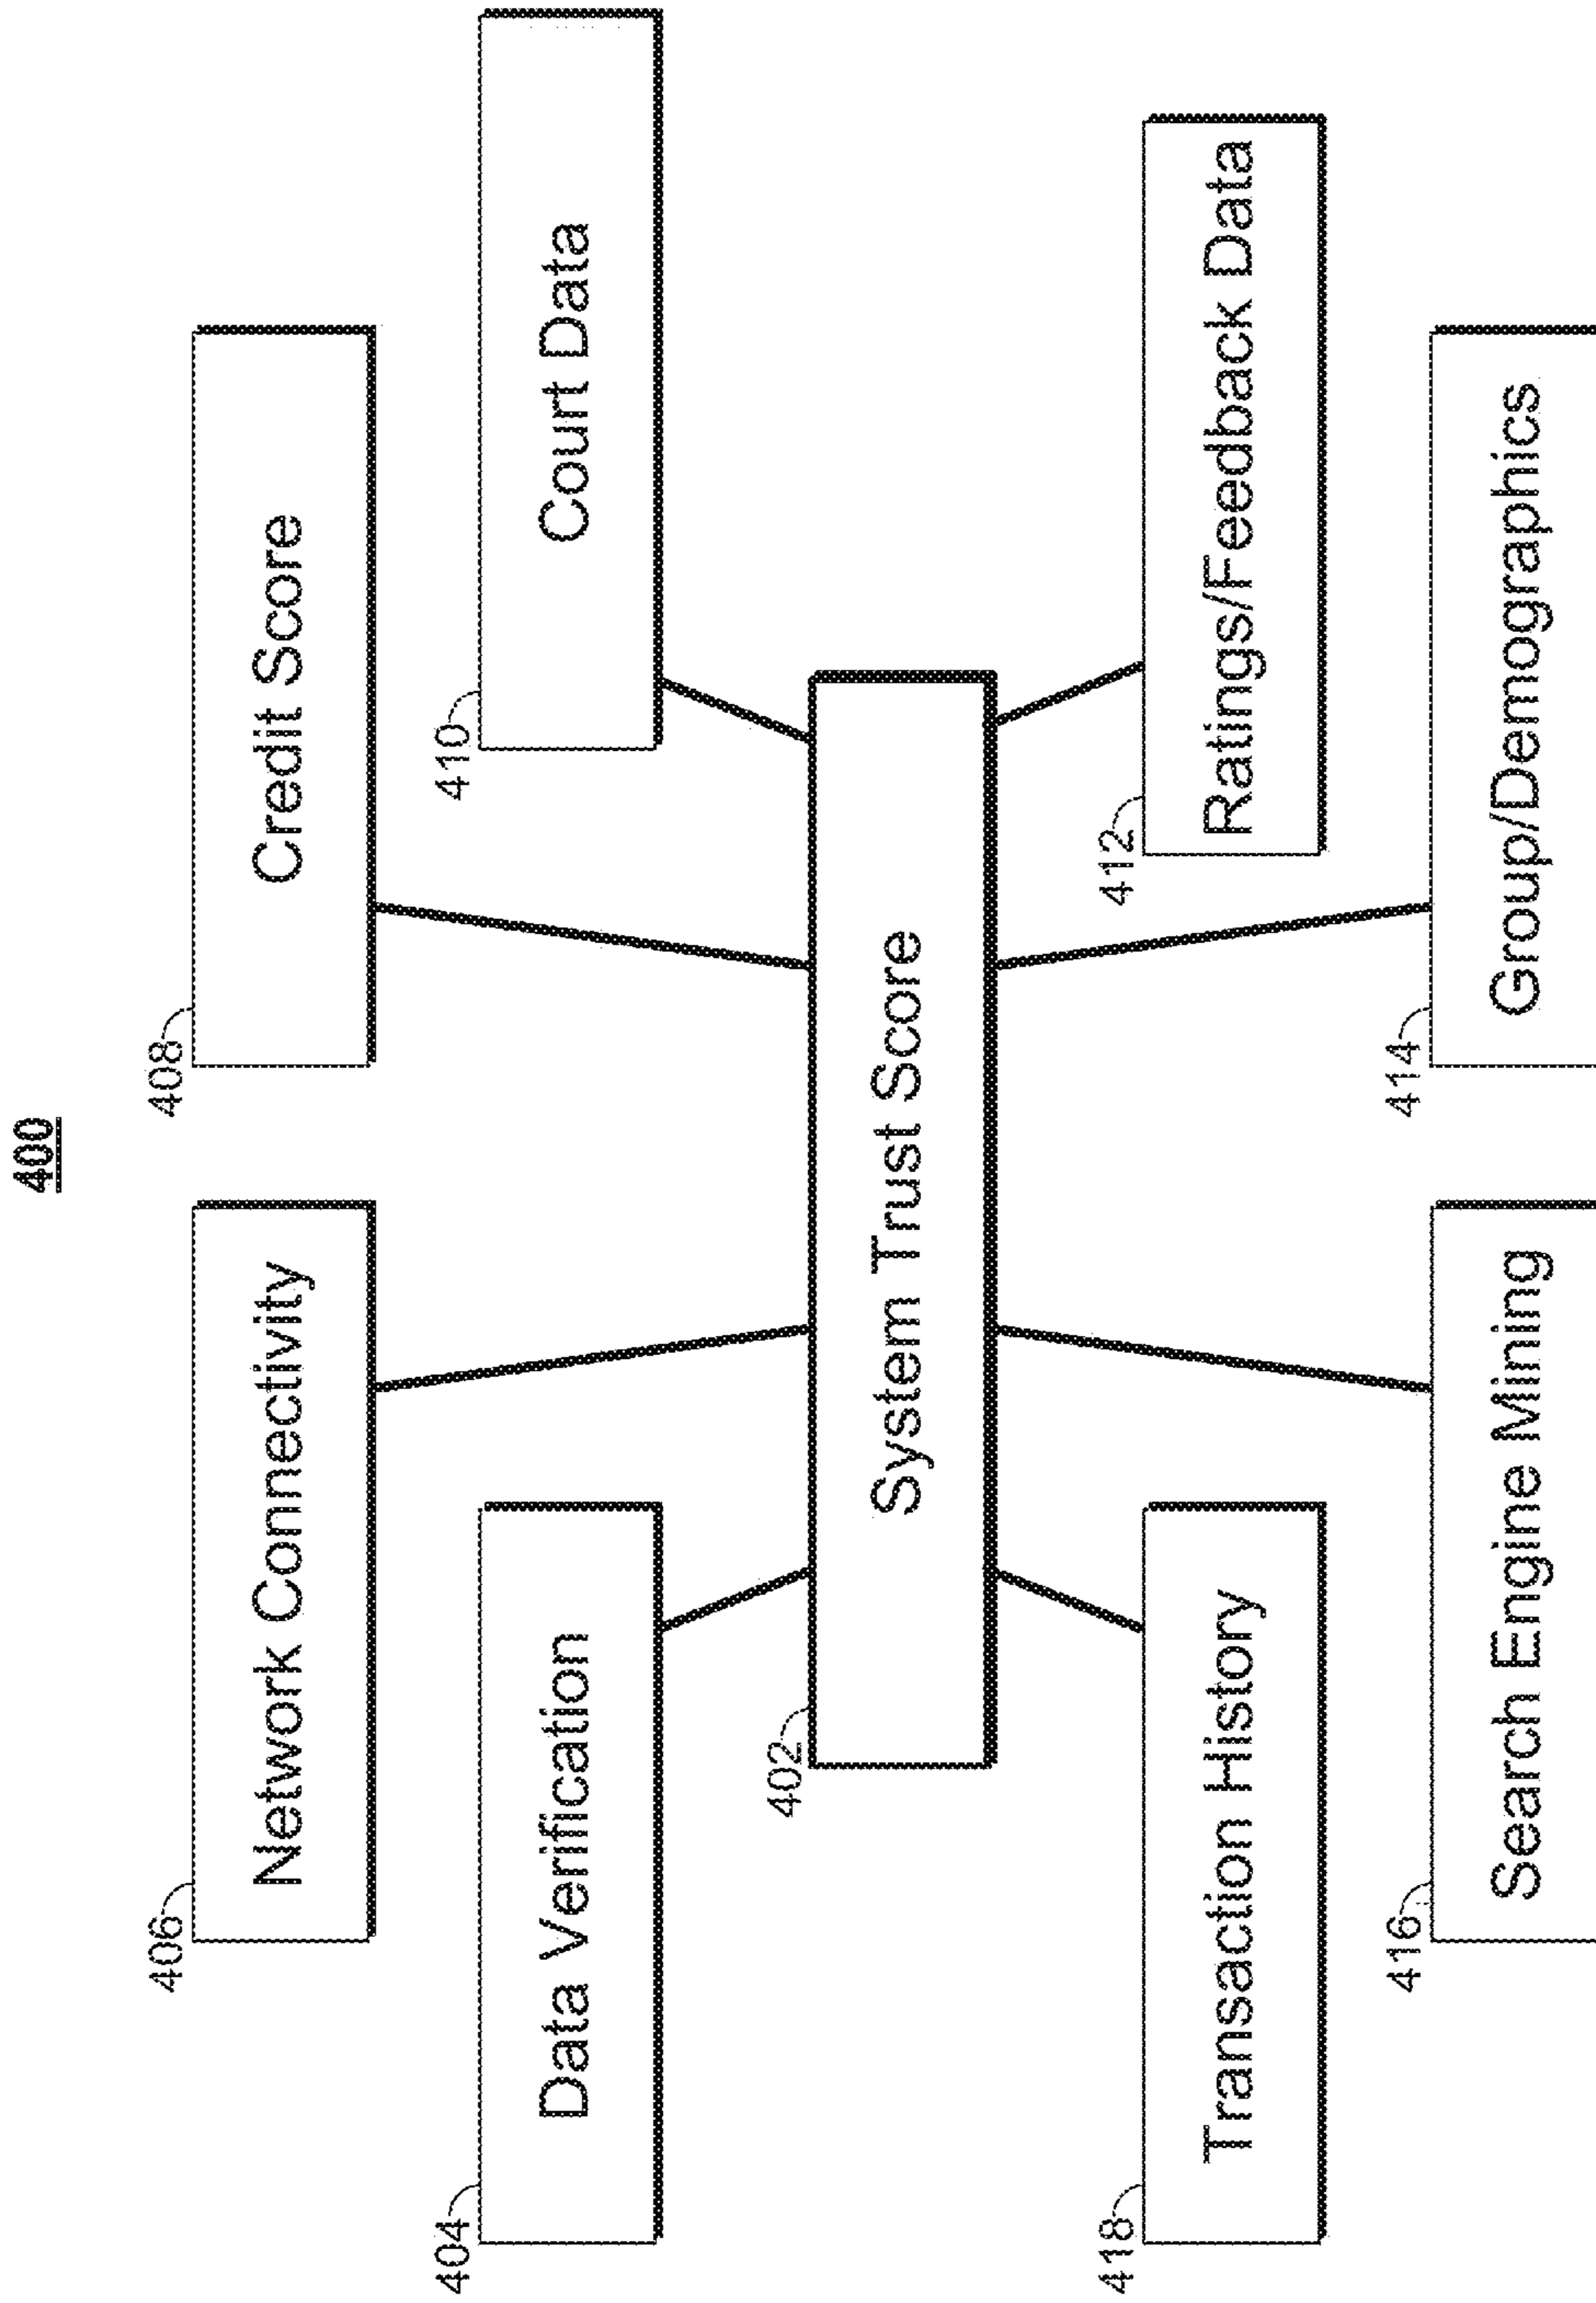 400
406
Network Connectivity
408
Credit Score
404
Data Verification
410
Court Data
402
System Trust Score
418
Transaction History
412
Ratings/Feedback Data
416
Search Engine Mining
414
Group/Demographics